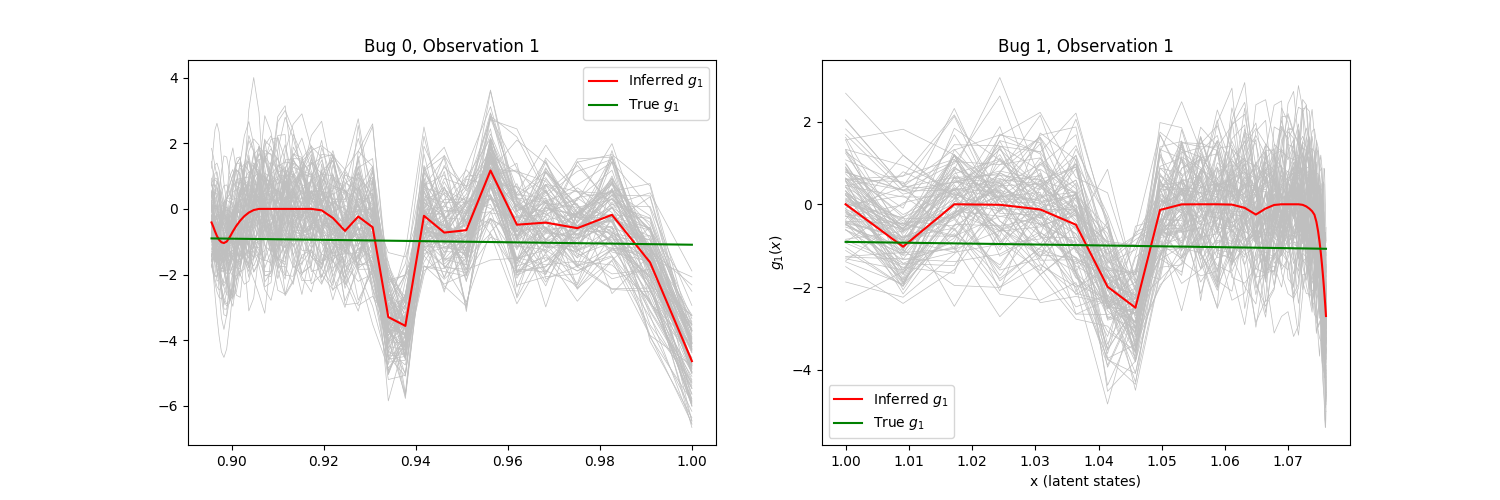 Bug 0, Observation 1
4
2
0
−2
−4
−6
0.90 0.92 0.94 0.96 0.98 1.00
Inferred g₁
True g₁
Bug 1, Observation 1
g₁(x)
2
0
−2
−4
1.00 1.01 1.02 1.03 1.04 1.05 1.06 1.07
x (latent states)
Inferred g₁
True g₁